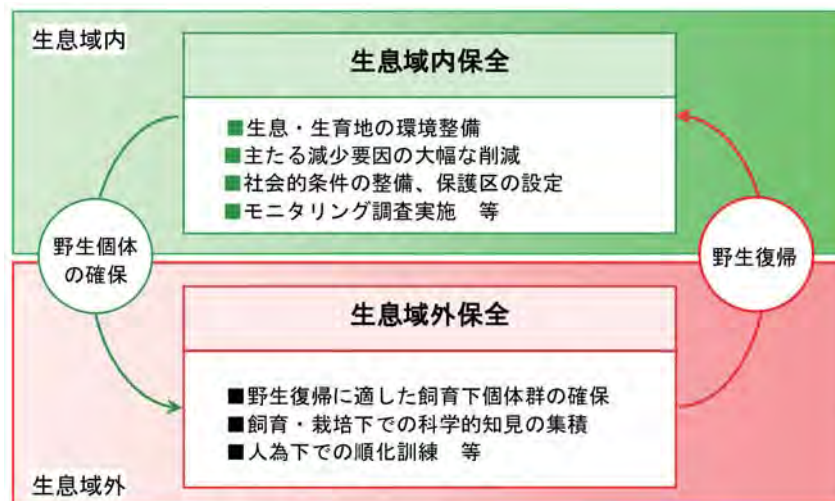 生息域内
生息域内保全
■生息・生育地の環境整備
■主たる減少要因の大幅な削減
■社会的条件の整備、保護区の設定
■モニタリング調査実施　等
野生個体
の確保
野生復帰
生息域外保全
■野生復帰に適した飼育下個体群の確保
■飼育・栽培下での科学的知見の集積
■人為下での順化訓練　等
生息域外